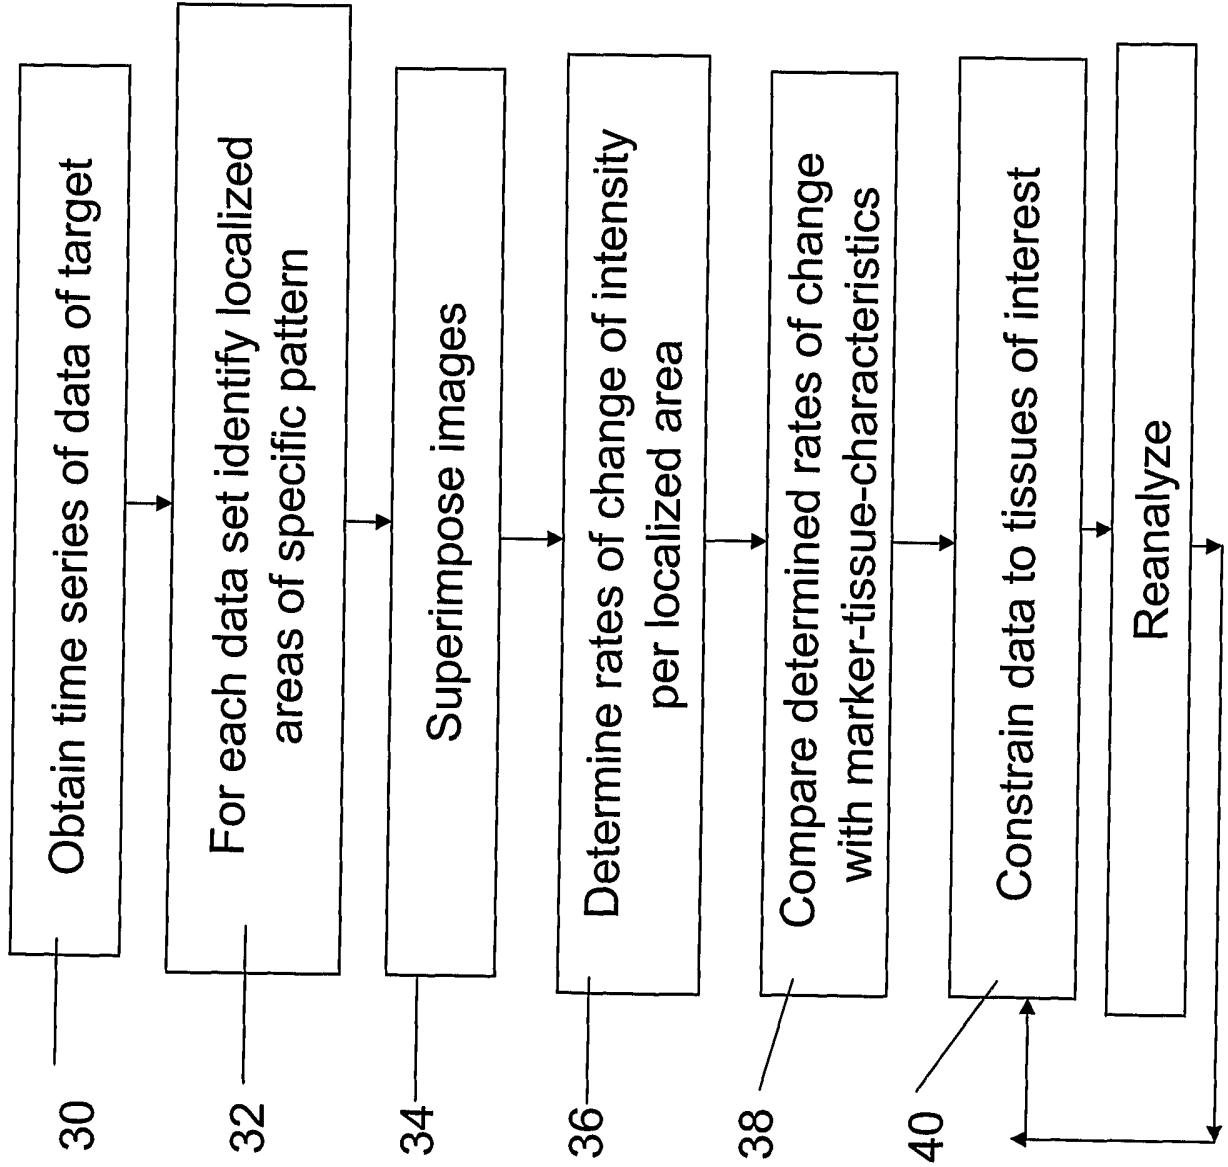 30
Obtain time series of data of target
32
For each data set identify localized
areas of specific pattern
34
Superimpose images
36
Determine rates of change of intensity
per localized area
38
Compare determined rates of change
with marker-tissue-characteristics
40
Constrain data to tissues of interest
Reanalyze